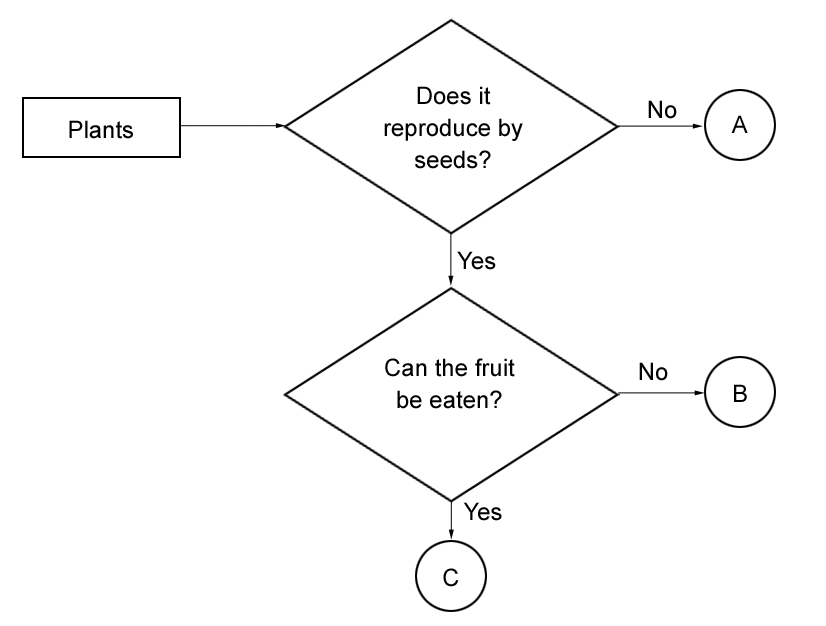 Plants
Does it
reproduce by
seeds?
No
A
Yes
Can the fruit
be eaten?
No
B
Yes
C